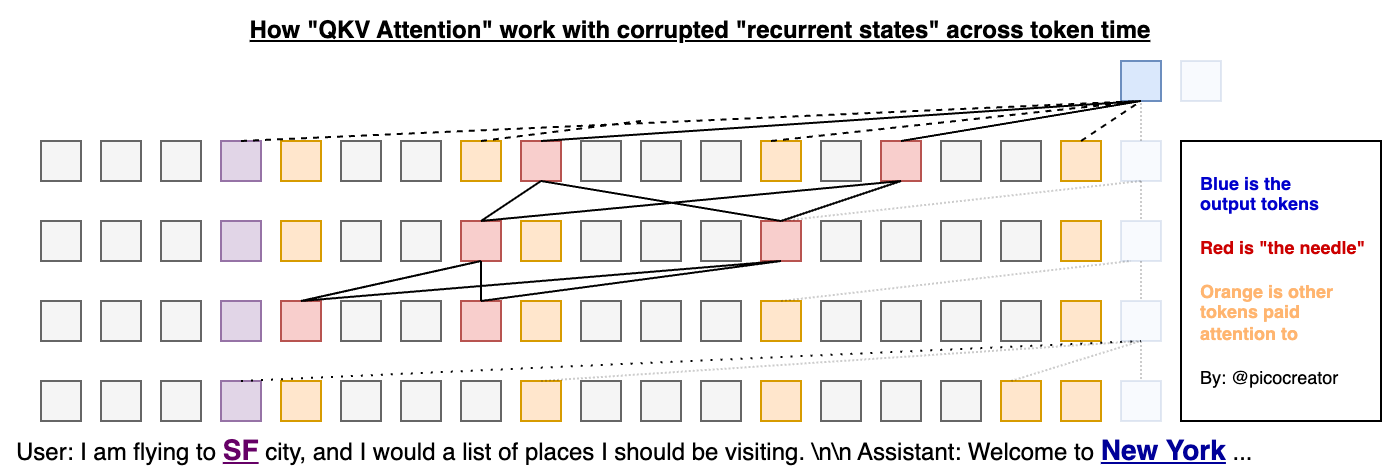 How "QKV Attention" work with corrupted "recurrent states" across token time
Blue is the
output tokens
Red is "the needle"
Orange is other
tokens paid
attention to
By: @picocreator
User: I am flying to SF city, and I would a list of places I should be visiting. \n\n Assistant: Welcome to New York ...